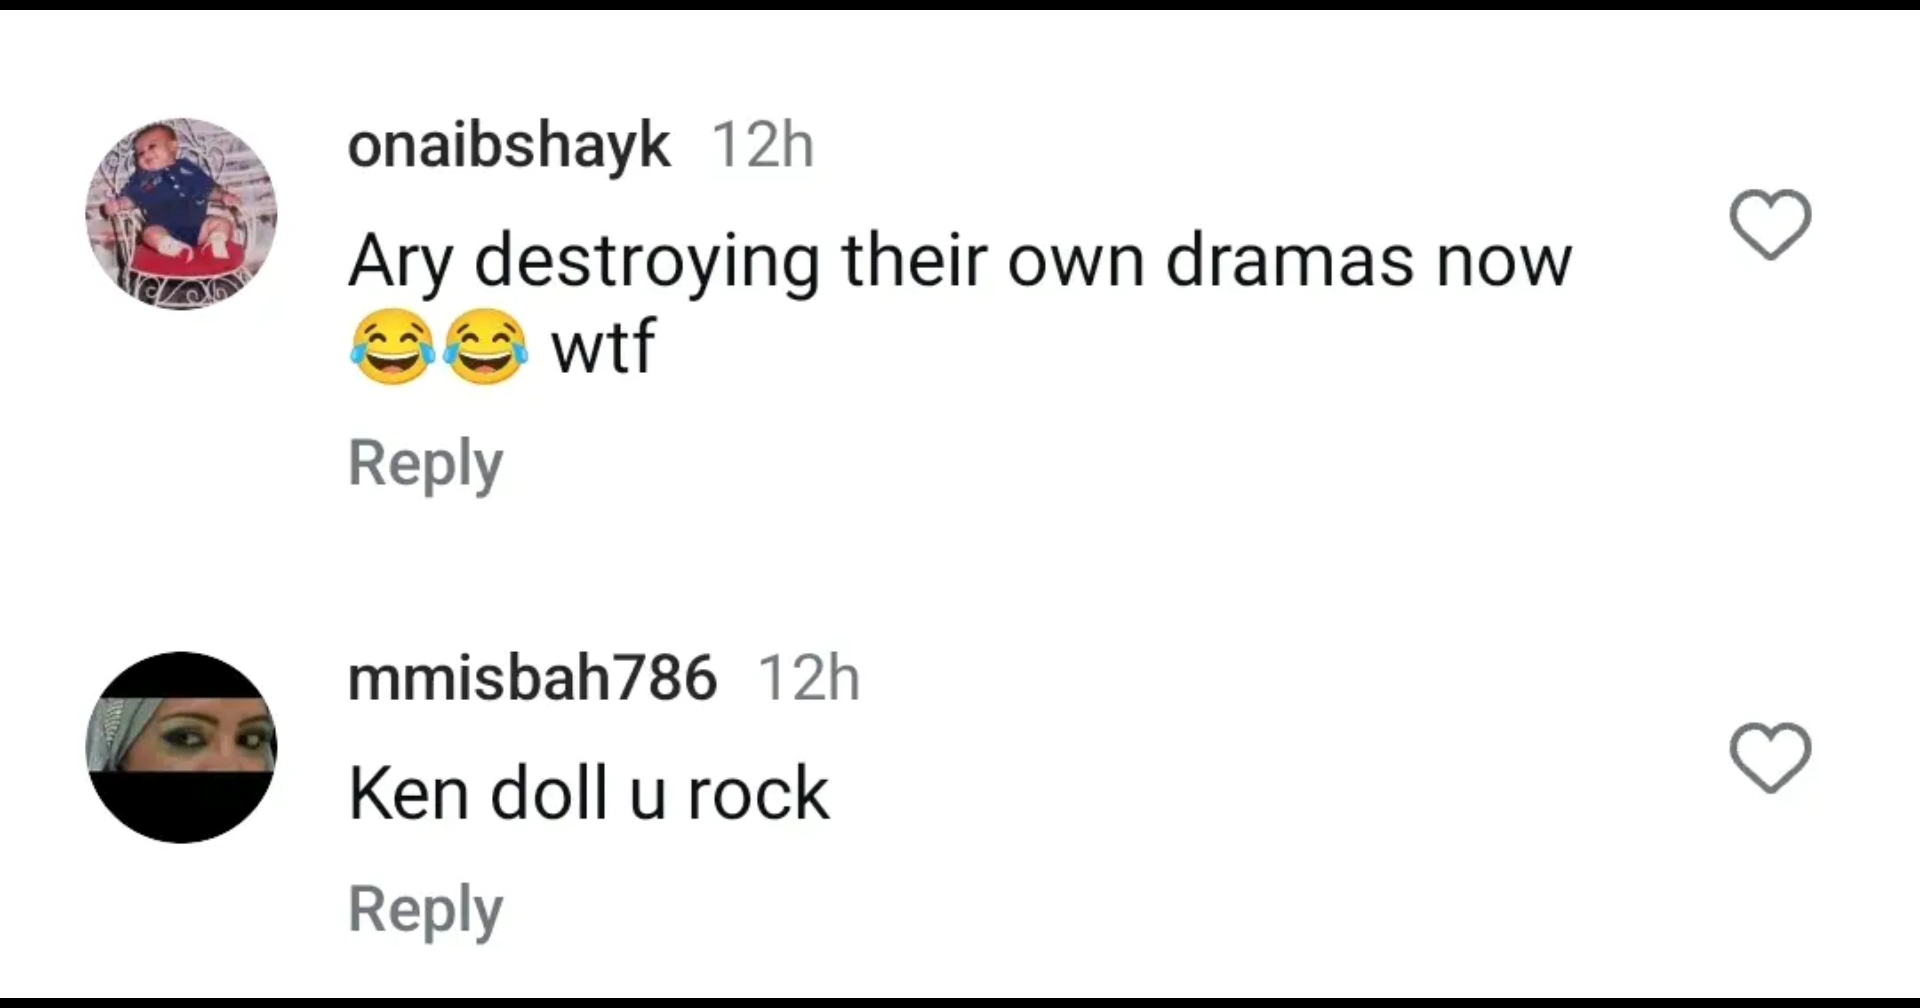 onaibshayk 12h
Ary destroying their own dramas now
😂😂 wtf
Reply
mmisbah786 12h
Ken doll u rock
Reply